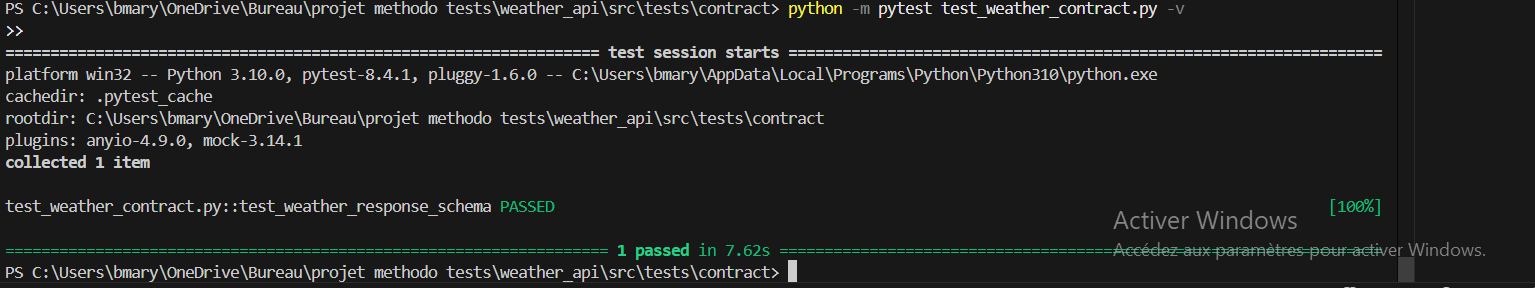 PS C:\Users\bmary\OneDrive\Bureau\projet methodo tests\weather_api\src\tests\contract> python -m pytest test_weather_contract.py -v
>>
================================================================== test session starts ==================================================================
platform win32 -- Python 3.10.0, pytest-8.4.1, pluggy-1.6.0 -- C:\Users\bmary\AppData\Local\Programs\Python\Python310\python.exe
cachedir: .pytest_cache
rootdir: C:\Users\bmary\OneDrive\Bureau\projet methodo tests\weather_api\src\tests\contract
plugins: anyio-4.9.0, mock-3.14.1
collected 1 item
test_weather_contract.py::test_weather_response_schema PASSED [100%]
Activer Windows
=================================================================== 1 passed in 7.62s ===================================================================
Accédez aux paramètres pour activer Windows.
PS C:\Users\bmary\OneDrive\Bureau\projet methodo tests\weather_api\src\tests\contract>